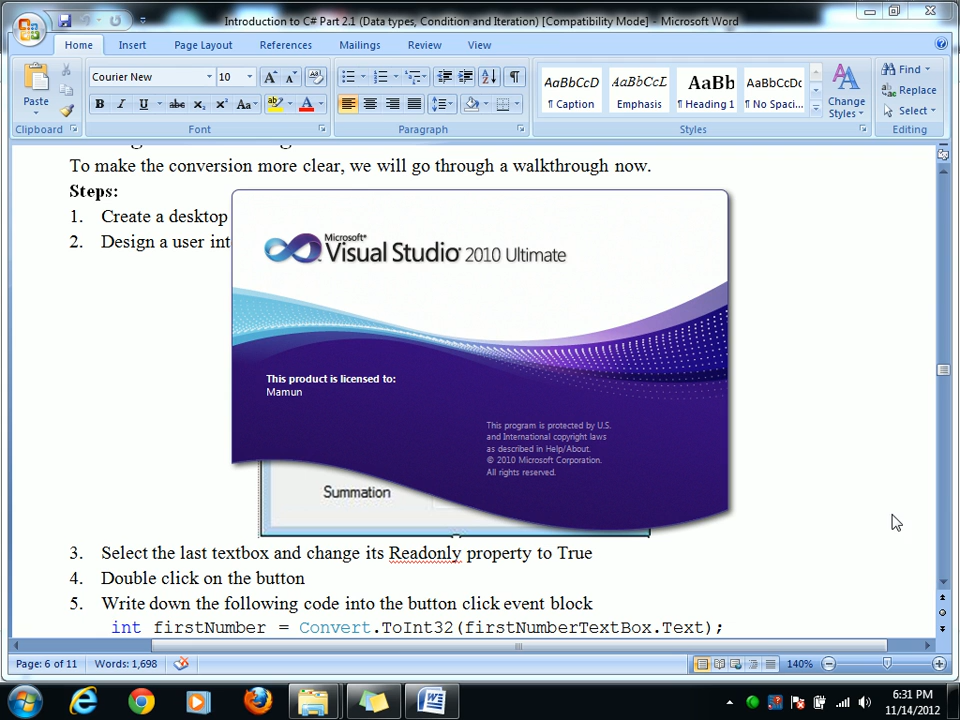 Introduction to C# Part 2.1 (Data types, Condition and Iteration) [Compatibility Mode] - Microsoft Word
Home Insert Page Layout References Mailings Review View
Paste
Courier New 10
AaBbCcD AaBbCcL AaBb AaBbCcDc
¶ Caption Emphasis ¶ Heading 1 ¶ No Spaci...
Change Styles
Find
Replace
Select
Clipboard Font Paragraph Styles Editing
To make the conversion more clear, we will go through a walkthrough now.
Steps:
1. Create a desktop
2. Design a user int
Microsoft®
Visual Studio® 2010 Ultimate
This product is licensed to:
Mamun
This program is protected by U.S.
and International copyright laws
as described in Help/About.
© 2010 Microsoft Corporation.
All rights reserved.
Summation
3. Select the last textbox and change its Readonly property to True
4. Double click on the button
5. Write down the following code into the button click event block
int firstNumber = Convert.ToInt32(firstNumberTextBox.Text);
Page: 6 of 11 Words: 1,698 140%
6:31 PM
11/14/2012